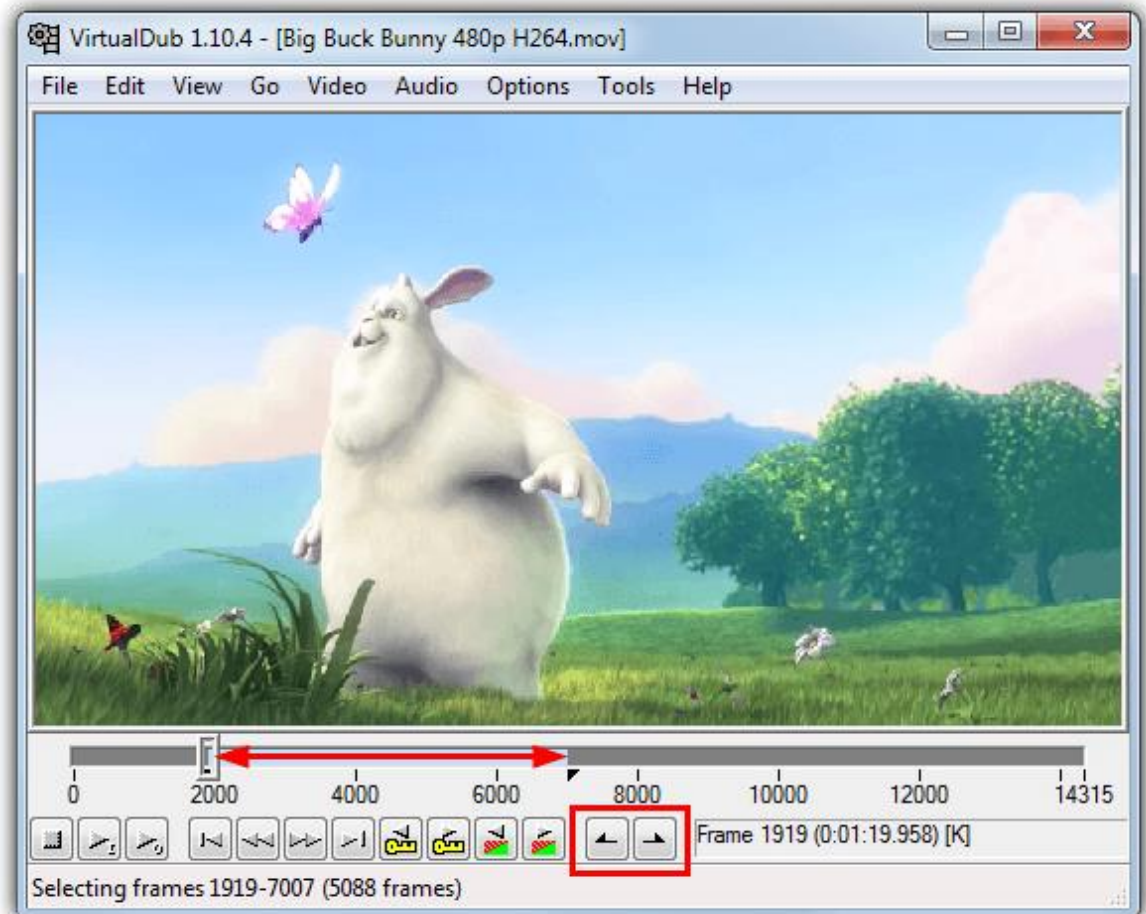 VirtualDub 1.10.4 - [Big Buck Bunny 480p H264.mov]
File Edit View Go Video Audio Options Tools Help
0 2000 4000 6000 8000 10000 12000 14315
Frame 1919 (0:01:19.958) [K]
Selecting frames 1919-7007 (5088 frames)